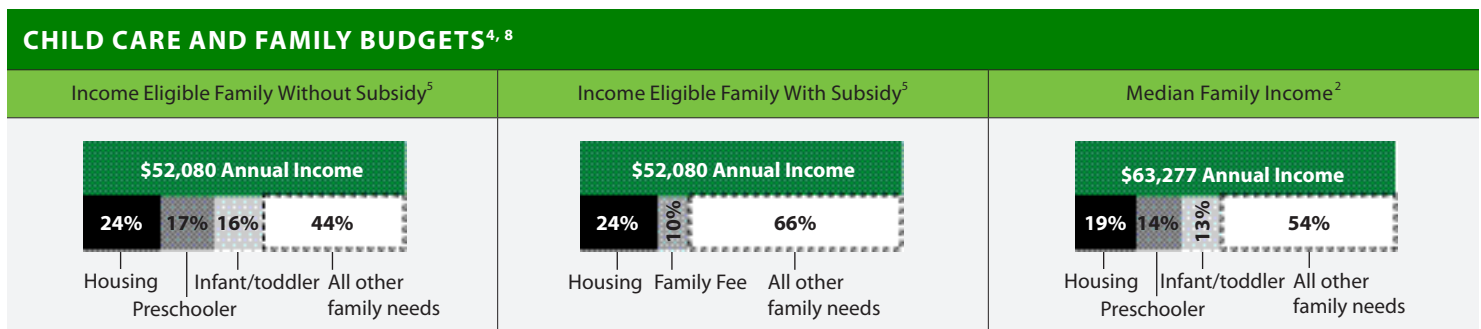 CHILD CARE AND FAMILY BUDGETS4, 8
Income Eligible Family Without Subsidy5
Income Eligible Family With Subsidy5
Median Family Income2
$52,080 Annual Income
24% 17% 16% 44%
Housing
Preschooler
Infant/toddler
All other
family needs
$52,080 Annual Income
24% 10% 66%
Housing
Family Fee
All other
family needs
$63,277 Annual Income
19% 14% 13% 54%
Housing
Preschooler
Infant/toddler
All other
family needs